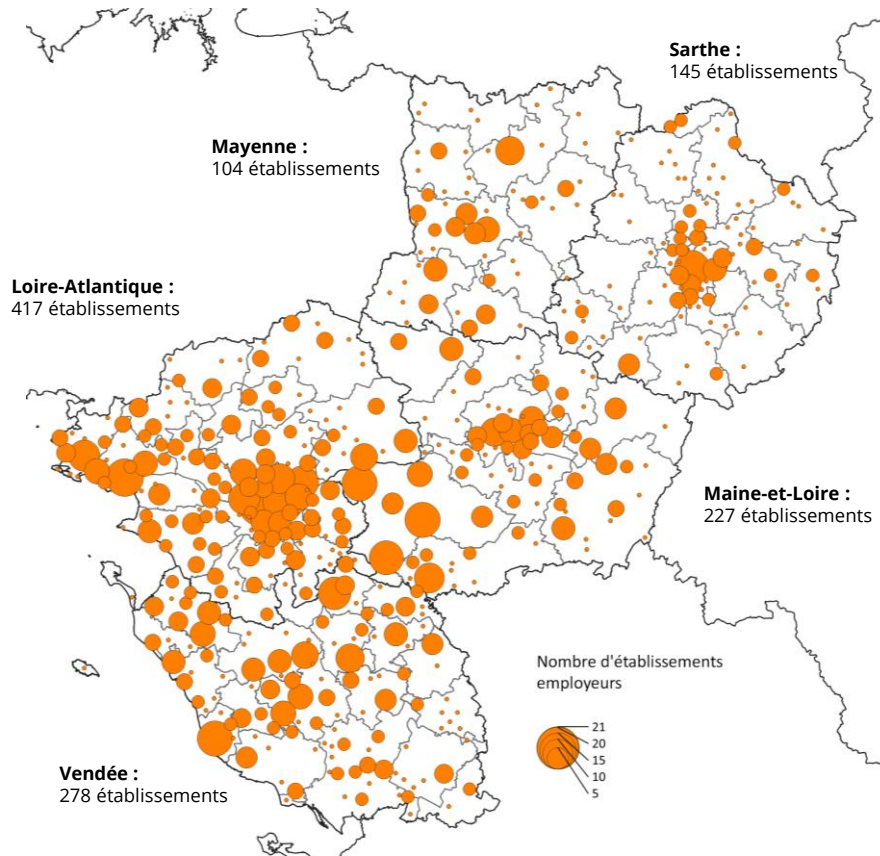 Sarthe :
145 établissements
Mayenne :
104 établissements
Loire-Atlantique :
417 établissements
Maine-et-Loire :
227 établissements
Nombre d'établissements
employeurs
21
20
15
10
5
Vendée :
278 établissements